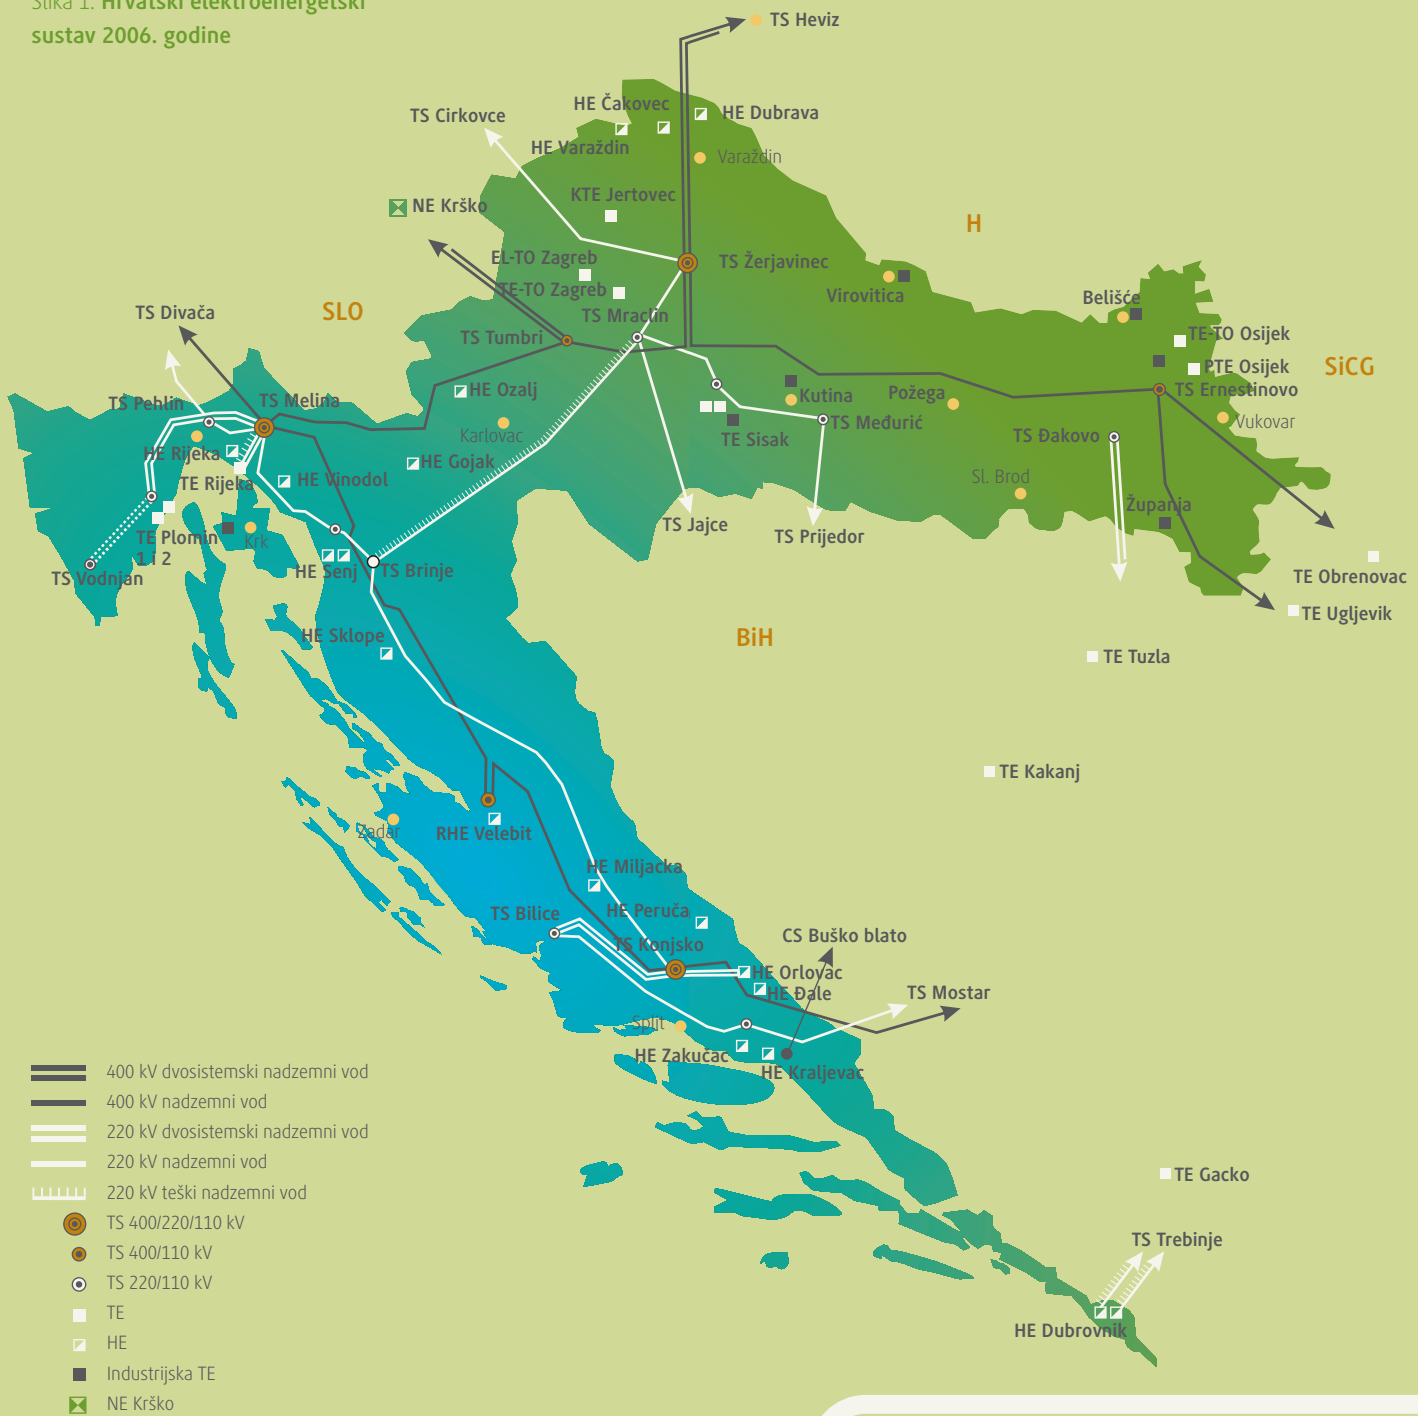 Slika 1. Hrvatski elektroenergetski
sustav 2006. godine
TS Heviz
HE Čakovec
HE Dubrava
TS Cirkovce
HE Varaždin
Varaždin
KTE Jertovec
NE Krško
H
EL-TO Zagreb
TS Žerjavinec
TE-TO Zagreb
Virovitica
Belišće
SLO
TS Divača
TS Mraclin
TS Tumbri
TE-TO Osijek
PTE Osijek
SiCG
TS Ernestinovo
HE Ozalj
Kutina
Požega
TS Pehlin
TS Melina
Karlovac
TE Sisak
TS Međurić
Vukovar
TS Đakovo
HE Rijeka
HE Gojak
TE Rijeka
HE Vinodol
Sl. Brod
Županja
TS Jajce
TS Prijedor
TE Plomin
1 i 2
Krk
TS Vodnjan
HE Senj
TS Brinje
TE Obrenovac
TE Ugljevik
HE Sklope
BiH
TE Tuzla
TE Kakanj
Zadar
RHE Velebit
HE Miljacka
TS Bilice
HE Peruča
TS Konjsko
CS Buško blato
HE Orlovac
HE Đale
TS Mostar
Split
HE Zakučac
HE Kraljevac
TE Gacko
TS Trebinje
HE Dubrovnik
400 kV dvosistemski nadzemni vod
400 kV nadzemni vod
220 kV dvosistemski nadzemni vod
220 kV nadzemni vod
220 kV teški nadzemni vod
TS 400/220/110 kV
TS 400/110 kV
TS 220/110 kV
TE
HE
Industrijska TE
NE Krško